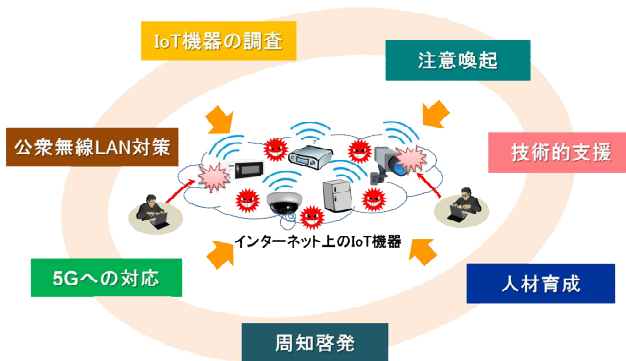 IoT機器の調査
注意喚起
公衆無線LAN対策
技術的支援
インターネット上のIoT機器
5Gへの対応
人材育成
周知啓発